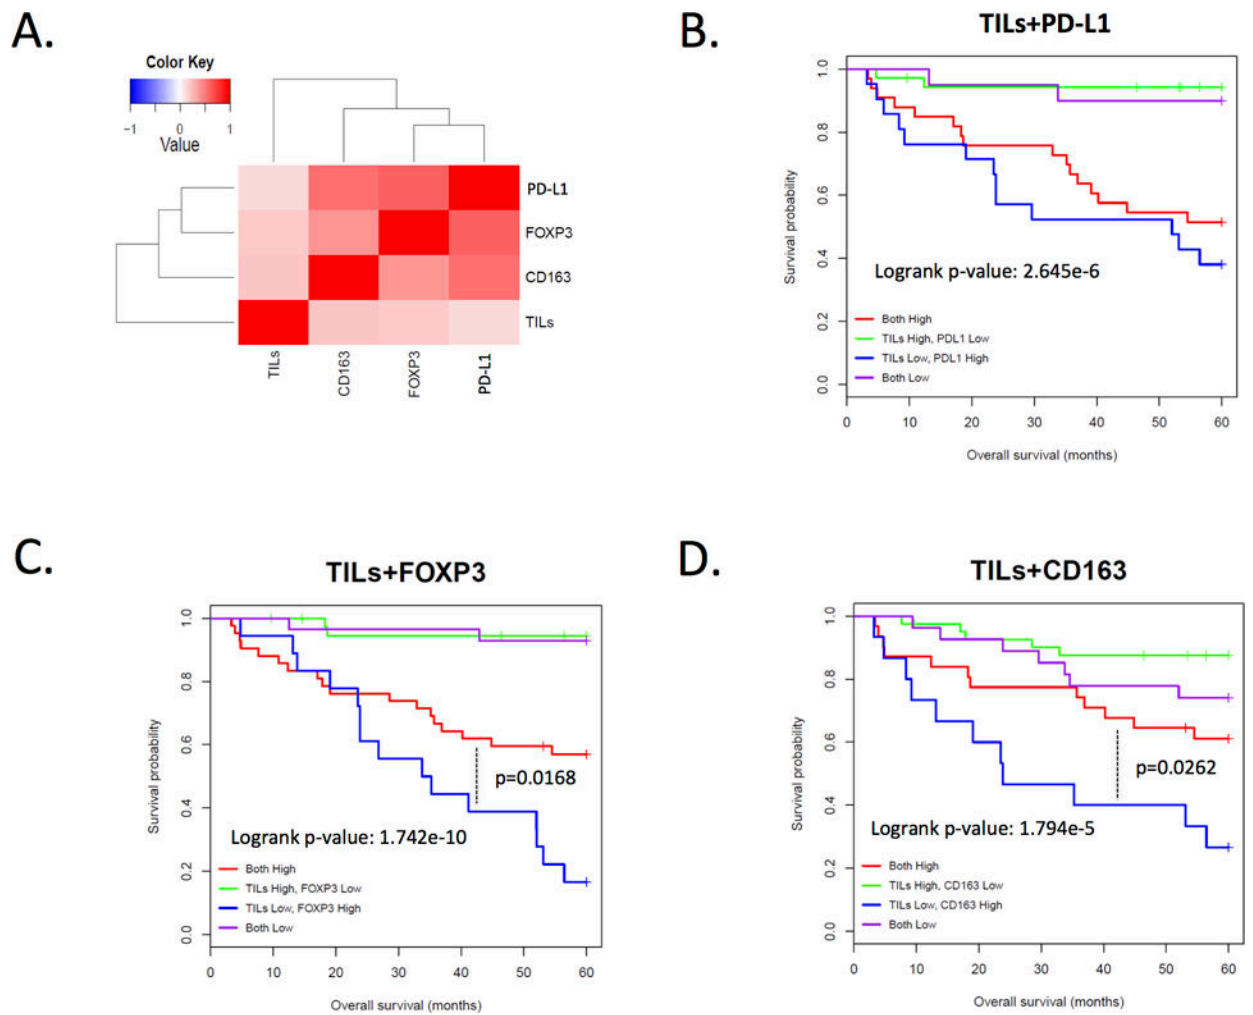 A.
Color Key
−1 0 1
Value
PD-L1
FOXP3
CD163
TILs
TILs
CD163
FOXP3
PD-L1
B.
TILs+PD-L1
Survival probability
1.0
0.8
0.6
0.4
0.2
0.0
Logrank p-value: 2.645e-6
Both High
TILs High, PDL1 Low
TILs Low, PDL1 High
Both Low
0 10 20 30 40 50 60
Overall survival (months)
C.
TILs+FOXP3
Survival probability
1.0
0.8
0.6
0.4
0.2
0.0
p=0.0168
Logrank p-value: 1.742e-10
Both High
TILs High, FOXP3 Low
TILs Low, FOXP3 High
Both Low
0 10 20 30 40 50 60
Overall survival (months)
D.
TILs+CD163
Survival probability
1.0
0.8
0.6
0.4
0.2
0.0
p=0.0262
Logrank p-value: 1.794e-5
Both High
TILs High, CD163 Low
TILs Low, CD163 High
Both Low
0 10 20 30 40 50 60
Overall survival (months)